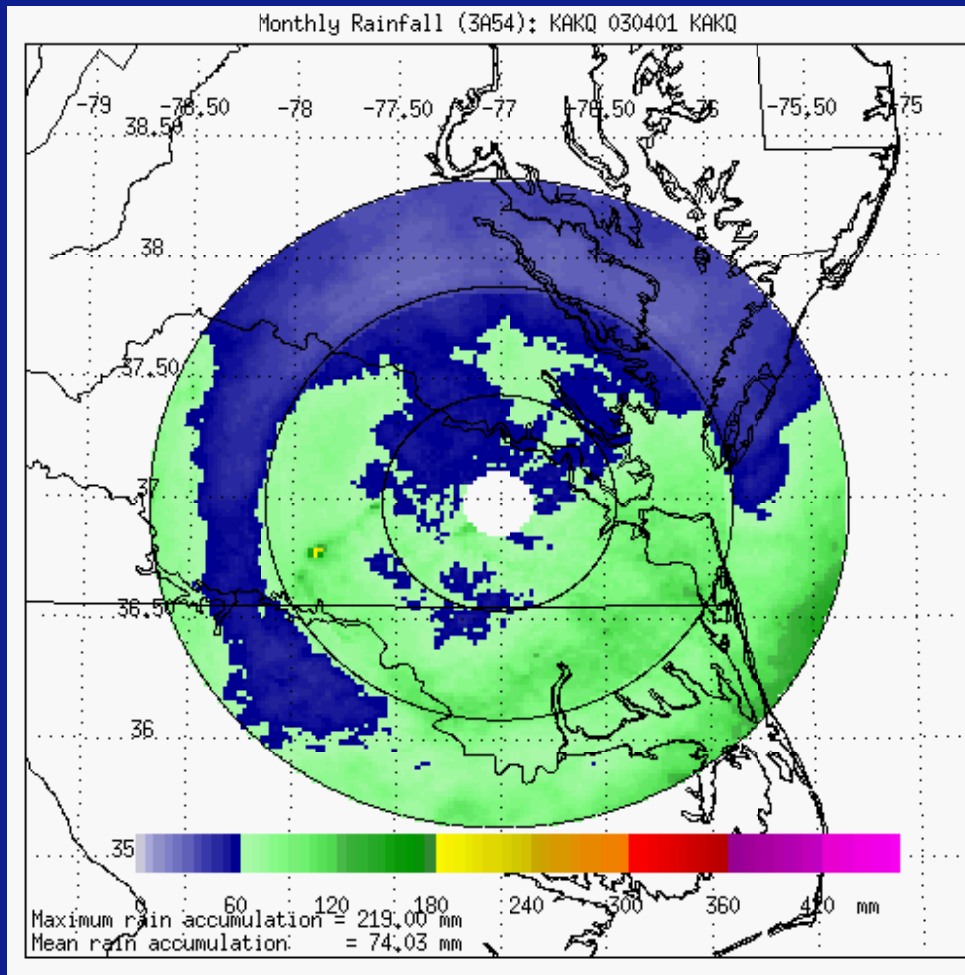 Monthly Rainfall (3A54): KAKQ 030401 KAKQ
-79 -78.50 -78 -77.50 -77 -76.50 -75.50 -75
38.50
38
37.50
37
36.50
36
35
0 60 120 180 240 300 360 420 mm
Maximum rain accumulation = 219.00 mm
Mean rain accumulation = 74.03 mm